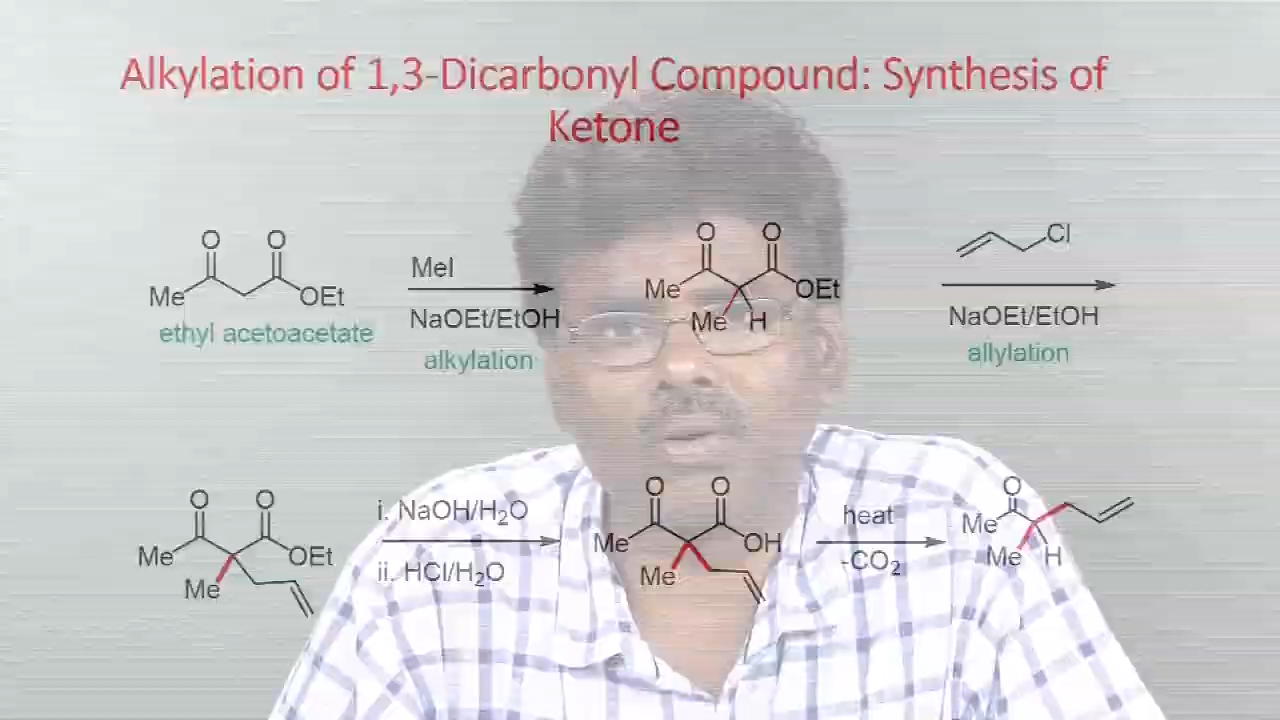 Alkylation of 1,3-Dicarbonyl Compound: Synthesis of
Ketone
O O
Me OEt
ethyl acetoacetate
MeI
NaOEt/EtOH
alkylation
O O
Me OEt
Me H
Cl
NaOEt/EtOH
allylation
O O
Me OEt
Me
i. NaOH/H₂O
ii. HCl/H₂O
O O
Me OH
Me
heat
-CO₂
O
Me
Me H